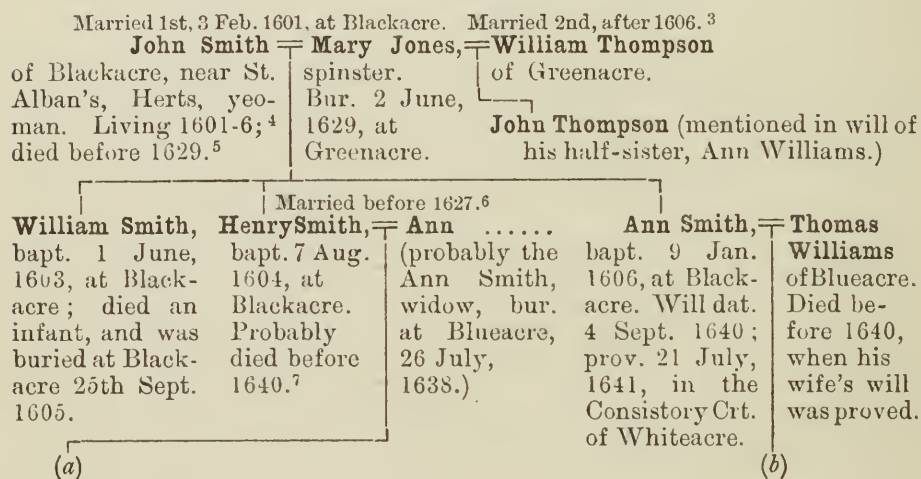 Married 1st, 3 Feb. 1601, at Blackacre. Married 2nd, after 1606. ³
John Smith = Mary Jones, = William Thompson
of Blackacre, near St.
Alban's, Herts, yeo-
man. Living 1601-6; ⁴
died before 1629. ⁵
spinster.
Bur. 2 June,
1629, at
Greenacre.
of Greenacre.
John Thompson (mentioned in will of
his half-sister, Ann Williams.)
Married before 1627. ⁶
William Smith,
bapt. 1 June,
1603, at Black-
acre; died an
infant, and was
buried at Black-
acre 25th Sept.
1605.
Henry Smith, =
bapt. 7 Aug.
1604, at
Blackacre.
Probably
died before
1640. ⁷
Ann ......
(probably the
Ann Smith,
widow, bur.
at Blueacre,
26 July,
1638.)
Ann Smith, =
bapt. 9 Jan.
1606, at Black-
acre. Will dat.
4 Sept. 1640;
prov. 21 July,
1641, in the
Consistory Crt.
of Whiteacre.
Thomas
Williams
of Blueacre.
Died be-
fore 1640,
when his
wife's will
was proved.
(a)
(b)